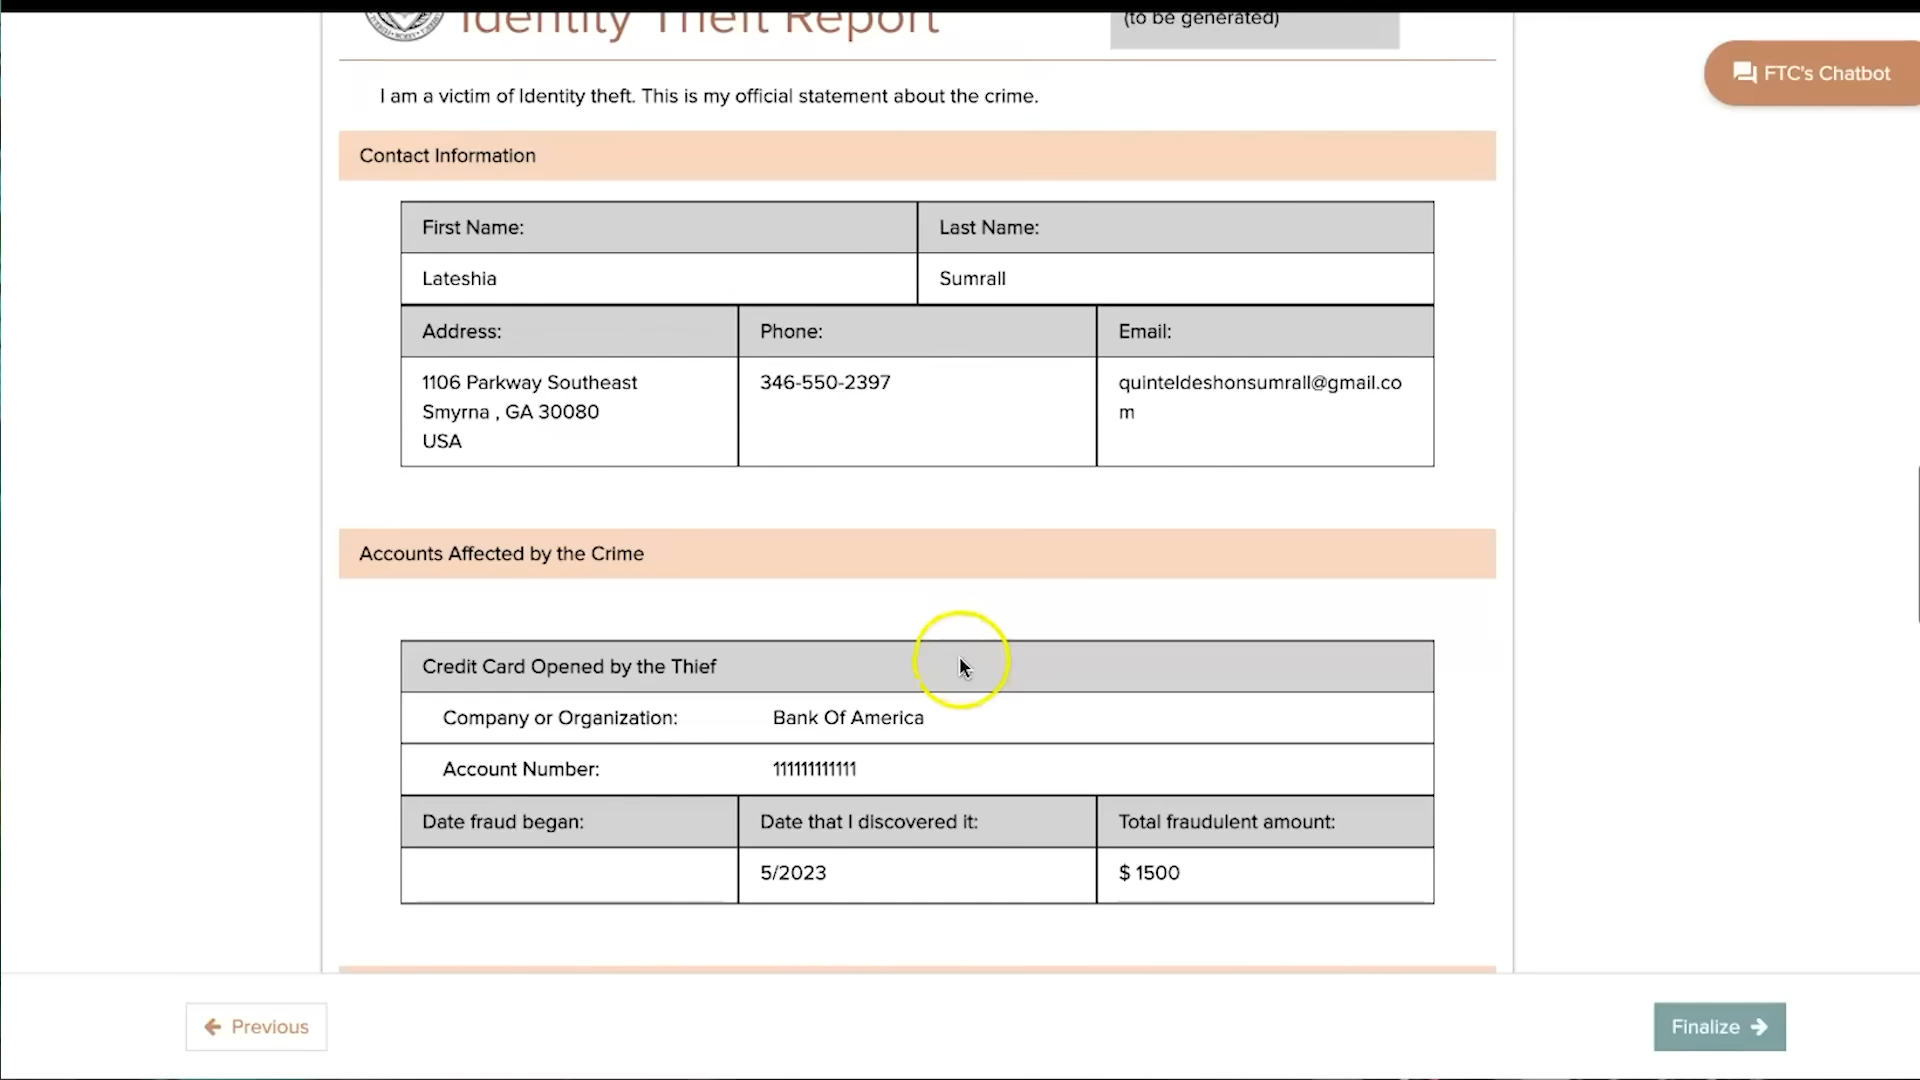 Identity Theft Report
(to be generated)
FTC's Chatbot
I am a victim of Identity theft. This is my official statement about the crime.
Contact Information
First Name:
Last Name:
Lateshia
Sumrall
Address:
Phone:
Email:
1106 Parkway Southeast
Smyrna , GA 30080
USA
346-550-2397
quinteldeshonsumrall@gmail.co
m
Accounts Affected by the Crime
Credit Card Opened by the Thief
Company or Organization:
Bank Of America
Account Number:
111111111111
Date fraud began:
Date that I discovered it:
Total fraudulent amount:
5/2023
$ 1500
Previous
Finalize